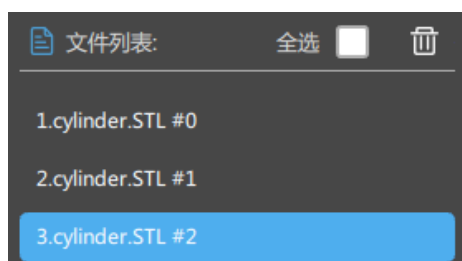 文件列表: 全选
1.cylinder.STL #0
2.cylinder.STL #1
3.cylinder.STL #2